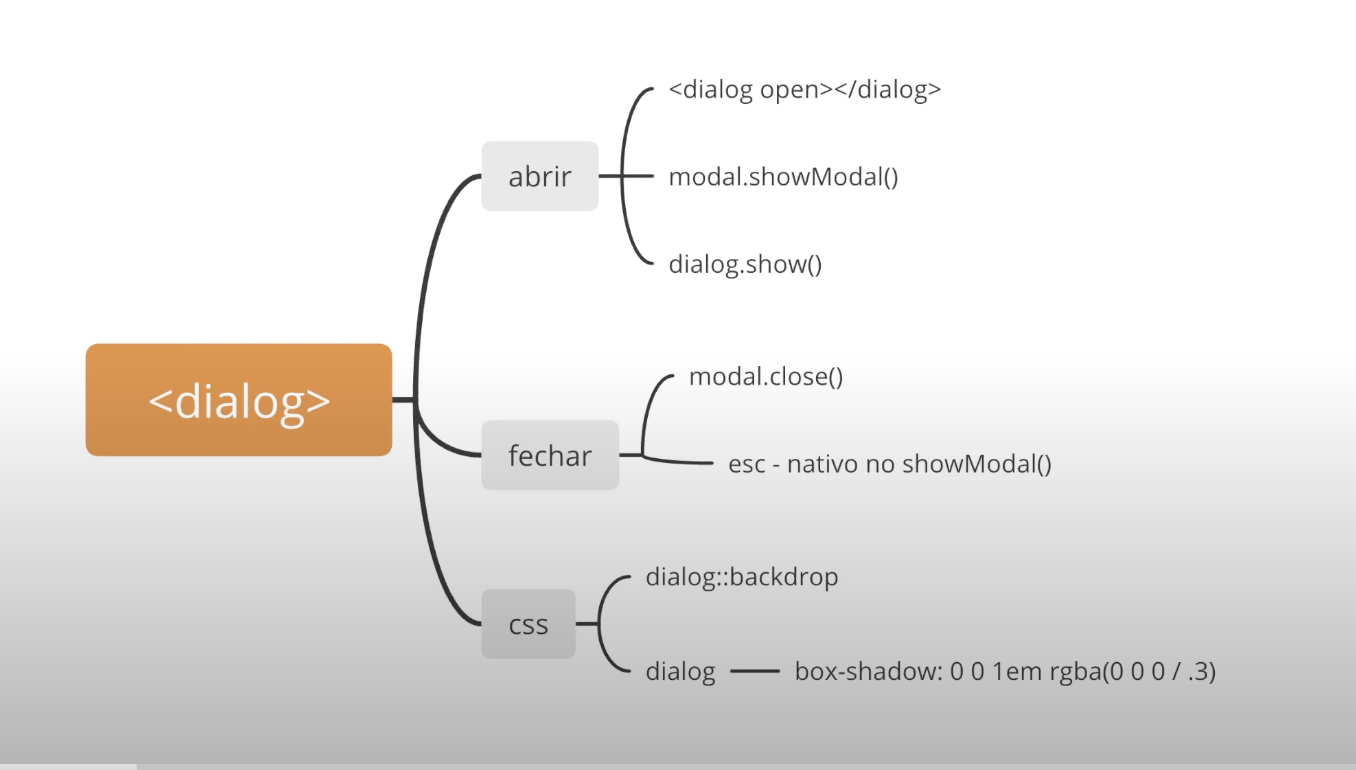 <dialog>
abrir
<dialog open></dialog>
modal.showModal()
dialog.show()
fechar
modal.close()
esc - nativo no showModal()
css
dialog::backdrop
dialog
box-shadow: 0 0 1em rgba(0 0 0 / .3)